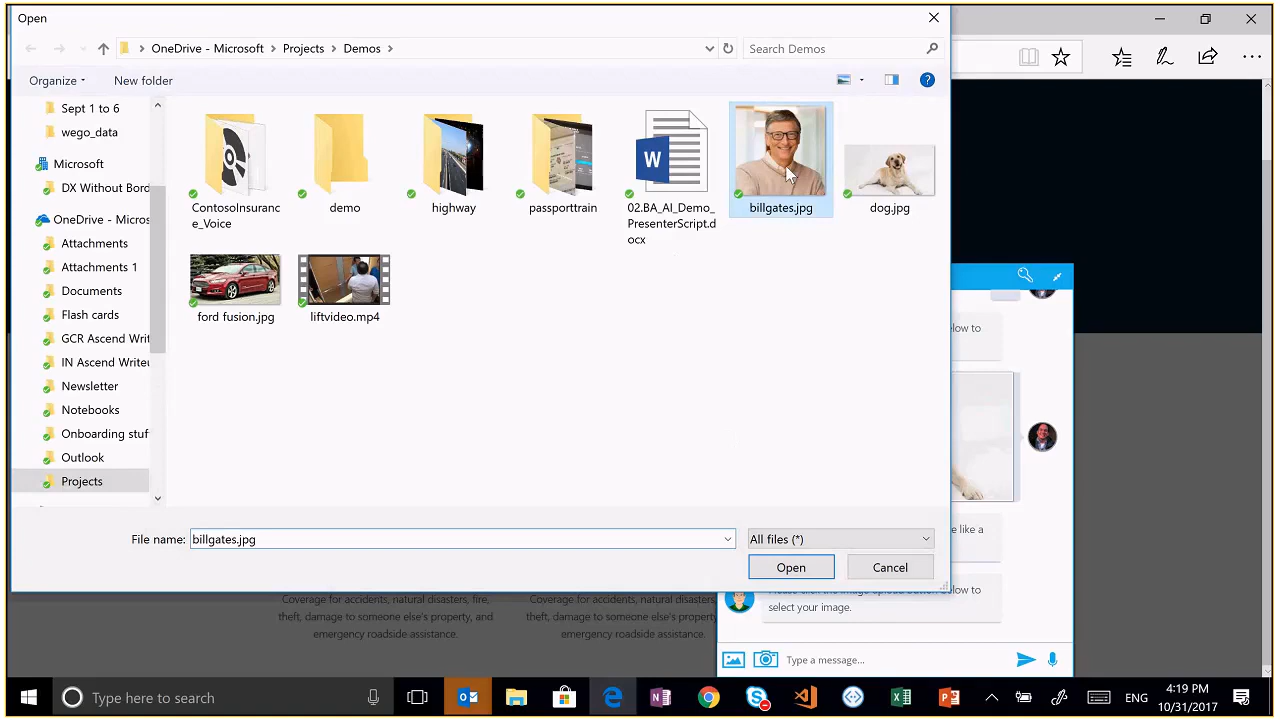 Open
OneDrive - Microsoft
Projects
Demos
Search Demos
Organize
New folder
Sept 1 to 6
wego_data
Microsoft
DX Without Bord
OneDrive - Micros
Attachments
Attachments 1
Documents
Flash cards
GCR Ascend Write
IN Ascend Write
Newsletter
Notebooks
Onboarding stuf
Outlook
Projects
ContosoInsuranc
e_Voice
demo
highway
passporttrain
02.BA_AI_Demo_
PresenterScript.d
ocx
billgates.jpg
dog.jpg
ford fusion.jpg
liftvideo.mp4
File name:
billgates.jpg
All files (*)
Open
Cancel
low to
e like a
below to
select your image.
Type a message...
Coverage for accidents, natural disasters, fire,
theft, damage to someone else's property, and
emergency roadside assistance.
Coverage for accidents, natural disasters
theft, damage to someone else's property
emergency roadside assistance.
Type here to search
ENG
4:19 PM
10/31/2017